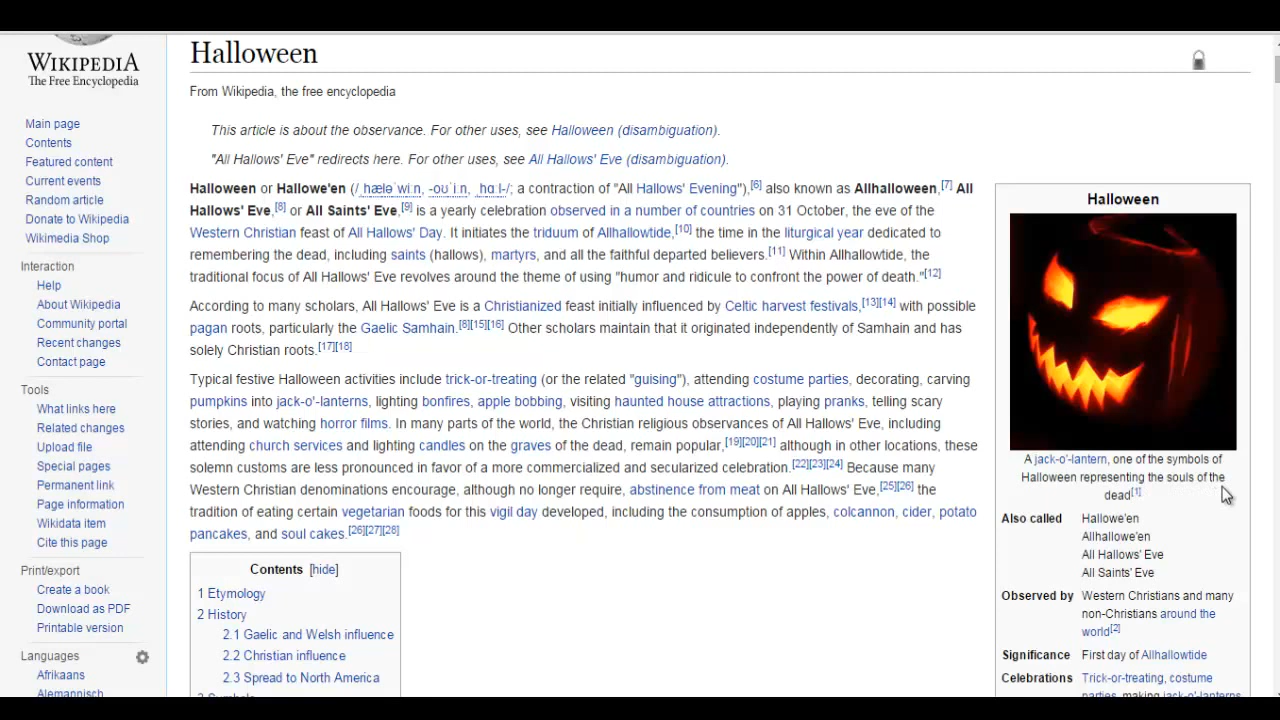 WIKIPEDIA
The Free Encyclopedia
Main page
Contents
Featured content
Current events
Random article
Donate to Wikipedia
Wikimedia Shop
Interaction
Help
About Wikipedia
Community portal
Recent changes
Contact page
Tools
What links here
Related changes
Upload file
Special pages
Permanent link
Page information
Wikidata item
Cite this page
Print/export
Create a book
Download as PDF
Printable version
Languages
Afrikaans
Alemannisch
Halloween
From Wikipedia, the free encyclopedia
This article is about the observance. For other uses, see Halloween (disambiguation).
"All Hallows' Eve" redirects here. For other uses, see All Hallows' Eve (disambiguation).
Halloween or Hallowe'en (/ˌhæləˈwiːn, -oʊˈiːn, ˌhɑːl-/; a contraction of "All Hallows' Evening"),[6] also known as Allhalloween,[7] All
Hallows' Eve,[8] or All Saints' Eve,[9] is a yearly celebration observed in a number of countries on 31 October, the eve of the
Western Christian feast of All Hallows' Day. It initiates the triduum of Allhallowtide,[10] the time in the liturgical year dedicated to
remembering the dead, including saints (hallows), martyrs, and all the faithful departed believers.[11] Within Allhallowtide, the
traditional focus of All Hallows' Eve revolves around the theme of using "humor and ridicule to confront the power of death."[12]
According to many scholars, All Hallows' Eve is a Christianized feast initially influenced by Celtic harvest festivals,[13][14] with possible
pagan roots, particularly the Gaelic Samhain.[8][15][16] Other scholars maintain that it originated independently of Samhain and has
solely Christian roots.[17][18]
Typical festive Halloween activities include trick-or-treating (or the related "guising"), attending costume parties, decorating, carving
pumpkins into jack-o'-lanterns, lighting bonfires, apple bobbing, visiting haunted house attractions, playing pranks, telling scary
stories, and watching horror films. In many parts of the world, the Christian religious observances of All Hallows' Eve, including
attending church services and lighting candles on the graves of the dead, remain popular,[19][20][21] although in other locations, these
solemn customs are less pronounced in favor of a more commercialized and secularized celebration.[22][23][24] Because many
Western Christian denominations encourage, although no longer require, abstinence from meat on All Hallows' Eve,[25][26] the
tradition of eating certain vegetarian foods for this vigil day developed, including the consumption of apples, colcannon, cider, potato
pancakes, and soul cakes.[26][27][28]
Contents [hide]
1 Etymology
2 History
2.1 Gaelic and Welsh influence
2.2 Christian influence
2.3 Spread to North America
3 Symbols
Halloween
A jack-o'-lantern, one of the symbols of
Halloween representing the souls of the
dead[1]
Also called Hallowe'en
Allhallowe'en
All Hallows' Eve
All Saints' Eve
Observed by Western Christians and many
non-Christians around the
world[2]
Significance First day of Allhallowtide
Celebrations Trick-or-treating, costume
parties, making jack-o'-lanterns